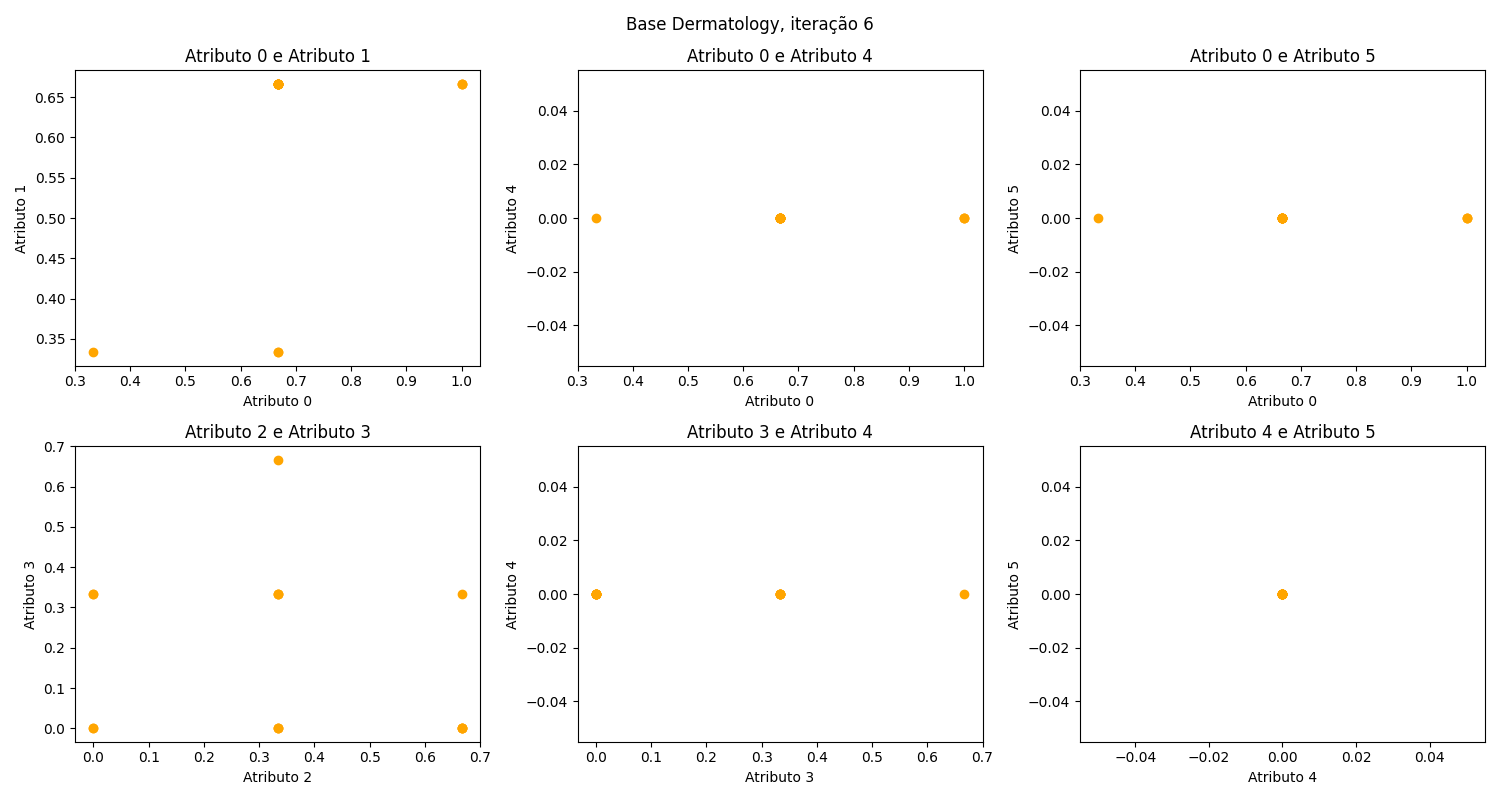 Base Dermatology, iteração 6
Atributo 0 e Atributo 1
0.65
0.60
0.55
0.50
0.45
0.40
0.35
Atributo 1
0.3 0.4 0.5 0.6 0.7 0.8 0.9 1.0
Atributo 0
Atributo 0 e Atributo 4
0.04
0.02
0.00
−0.02
−0.04
Atributo 4
0.3 0.4 0.5 0.6 0.7 0.8 0.9 1.0
Atributo 0
Atributo 0 e Atributo 5
0.04
0.02
0.00
−0.02
−0.04
Atributo 5
0.3 0.4 0.5 0.6 0.7 0.8 0.9 1.0
Atributo 0
Atributo 2 e Atributo 3
0.7
0.6
0.5
0.4
0.3
0.2
0.1
0.0
Atributo 3
0.0 0.1 0.2 0.3 0.4 0.5 0.6 0.7
Atributo 2
Atributo 3 e Atributo 4
0.04
0.02
0.00
−0.02
−0.04
Atributo 4
0.0 0.1 0.2 0.3 0.4 0.5 0.6 0.7
Atributo 3
Atributo 4 e Atributo 5
0.04
0.02
0.00
−0.02
−0.04
Atributo 5
−0.04 −0.02 0.00 0.02 0.04
Atributo 4